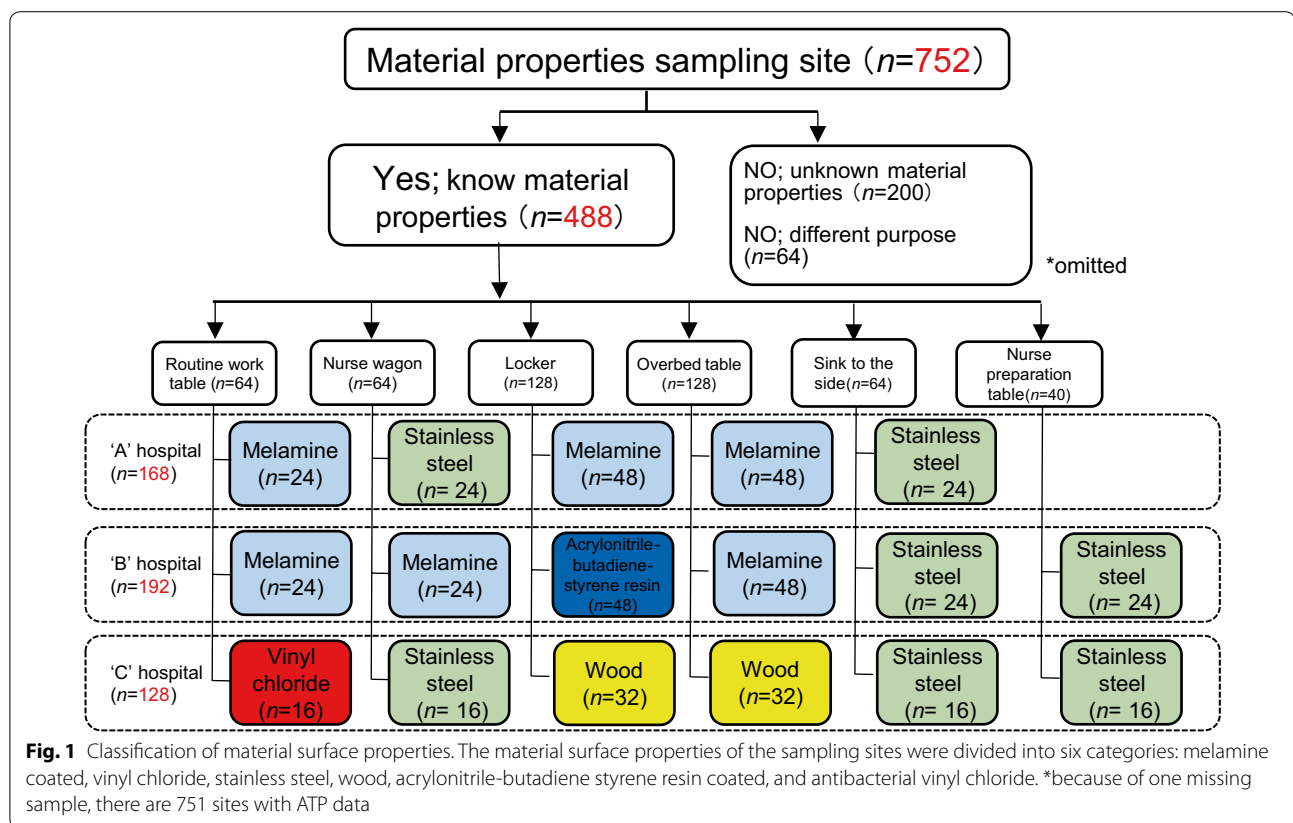 Material properties sampling site（n=752）
Yes; know material
properties（n=488）
NO; unknown material
properties（n=200）
NO; different purpose
(n=64)
*omitted
Routine work
table (n=64)
Nurse wagon
(n=64)
Locker
(n=128)
Overbed table
(n=128)
Sink to the
side(n=64)
Nurse
preparation
table(n=40)
'A' hospital
(n=168)
Melamine
(n=24)
Stainless
steel
(n= 24)
Melamine
(n=48)
Melamine
(n=48)
Stainless
steel
(n= 24)
'B' hospital
(n=192)
Melamine
(n=24)
Melamine
(n=24)
Acrylonitrile-
butadiene-
styrene resin
(n=48)
Melamine
(n=48)
Stainless
steel
(n= 24)
Stainless
steel
(n= 24)
'C' hospital
(n=128)
Vinyl
chloride
(n=16)
Stainless
steel
(n= 16)
Wood
(n=32)
Wood
(n=32)
Stainless
steel
(n= 16)
Stainless
steel
(n= 16)
Fig. 1 Classification of material surface properties. The material surface properties of the sampling sites were divided into six categories: melamine
coated, vinyl chloride, stainless steel, wood, acrylonitrile-butadiene styrene resin coated, and antibacterial vinyl chloride. *because of one missing
sample, there are 751 sites with ATP data